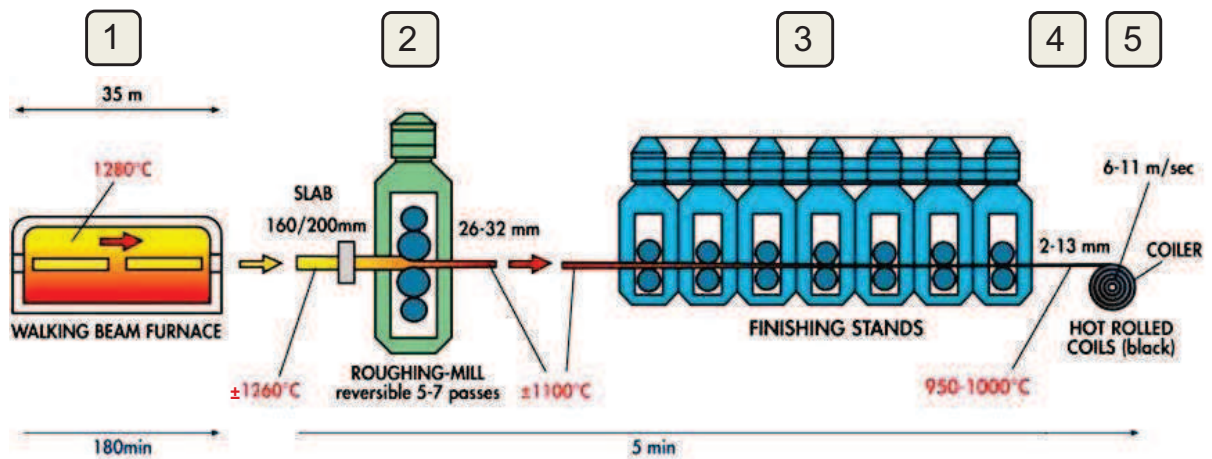 1
2
3
4
5
35 m
1280°C
WALKING BEAM FURNACE
180min
SLAB
160/200mm
±1260°C
26-32 mm
ROUGHING-MILL
reversible 5-7 passes
±1100°C
FINISHING STANDS
6-11 m/sec
2-13 mm
COILER
HOT ROLLED
COILS (black)
950-1000°C
5 min